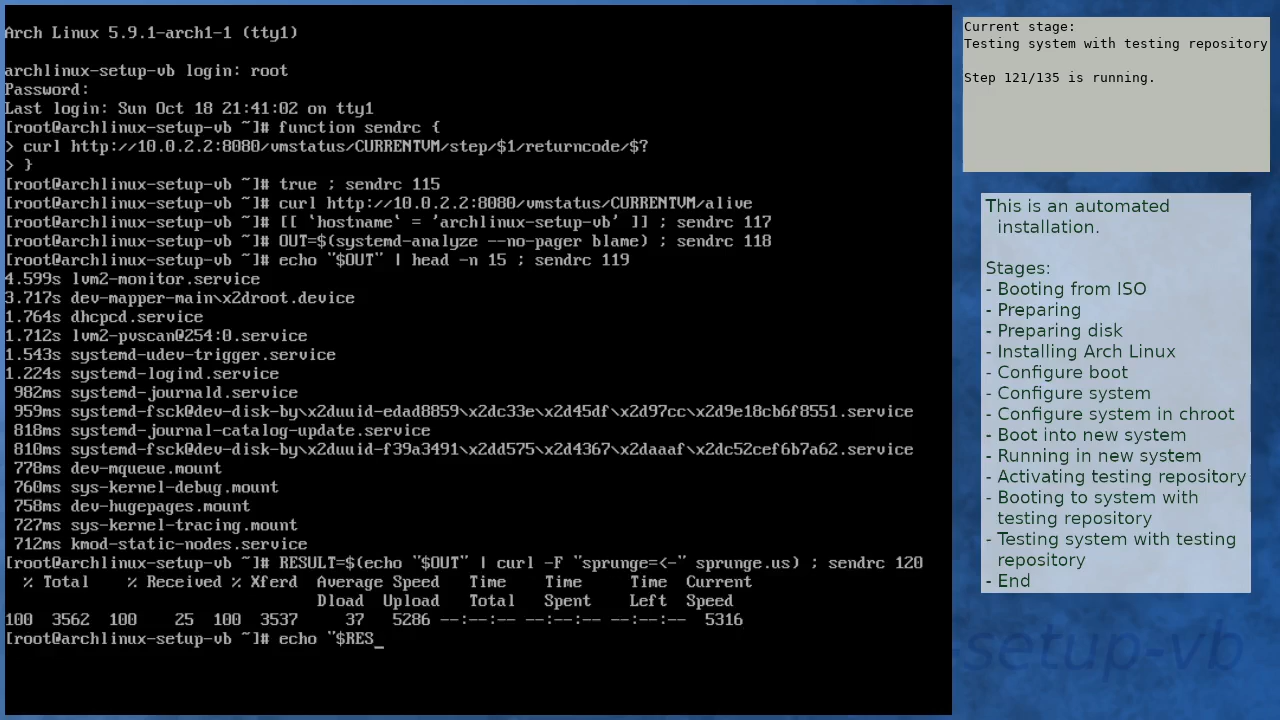 Arch Linux 5.9.1-arch1-1 (tty1)
archlinux-setup-vb login: root
Password:
Last login: Sun Oct 18 21:41:02 on tty1
[root@archlinux-setup-vb ~]# function sendrc {
> curl http://10.0.2.2:8080/vmstatus/CURRENTVM/step/$1/returncode/$?
> }
[root@archlinux-setup-vb ~]# true ; sendrc 115
[root@archlinux-setup-vb ~]# curl http://10.0.2.2:8080/vmstatus/CURRENTVM/alive
[root@archlinux-setup-vb ~]# [[ `hostname` = 'archlinux-setup-vb' ]] ; sendrc 117
[root@archlinux-setup-vb ~]# OUT=$(systemd-analyze --no-pager blame) ; sendrc 118
[root@archlinux-setup-vb ~]# echo "$OUT" | head -n 15 ; sendrc 119
4.599s lvm2-monitor.service
3.717s dev-mapper-main\x2droot.device
1.764s dhcpcd.service
1.712s lvm2-pvscan@254:0.service
1.543s systemd-udev-trigger.service
1.224s systemd-logind.service
982ms systemd-journald.service
959ms systemd-fsck@dev-disk-by\x2duuid-edad8859\x2dc33e\x2d45df\x2d97cc\x2d9e18cb6f8551.service
818ms systemd-journal-catalog-update.service
810ms systemd-fsck@dev-disk-by\x2duuid-f39a3491\x2dd575\x2d4367\x2daaaf\x2dc52cef6b7a62.service
778ms dev-mqueue.mount
760ms sys-kernel-debug.mount
758ms dev-hugepages.mount
727ms sys-kernel-tracing.mount
712ms kmod-static-nodes.service
[root@archlinux-setup-vb ~]# RESULT=$(echo "$OUT" | curl -F "sprunge=<-" sprunge.us) ; sendrc 120
% Total % Received % Xferd Average Speed Time Time Time Current
Dload Upload Total Spent Left Speed
100 3562 100 25 100 3537 37 5286 --:--:-- --:--:-- --:--:-- 5316
[root@archlinux-setup-vb ~]# echo "$RES_
Current stage:
Testing system with testing repository
Step 121/135 is running.
This is an automated
installation.
Stages:
- Booting from ISO
- Preparing
- Preparing disk
- Installing Arch Linux
- Configure boot
- Configure system
- Configure system in chroot
- Boot into new system
- Running in new system
- Activating testing repository
- Booting to system with
testing repository
- Testing system with testing
repository
- End
-setup-vb